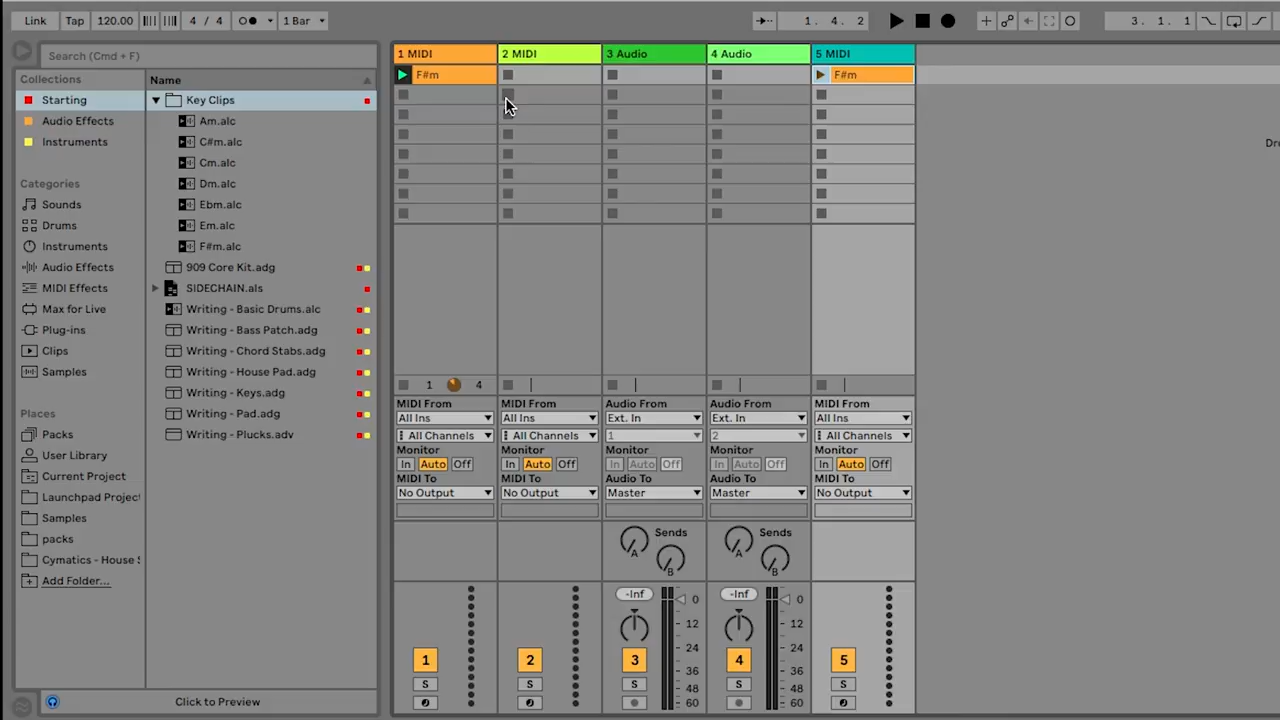 Link Tap 120.00 4 / 4 1 Bar 1. 4. 2 3. 1. 1
Search (Cmd + F)
Collections
Starting
Audio Effects
Instruments
Categories
Sounds
Drums
Instruments
Audio Effects
MIDI Effects
Max for Live
Plug-ins
Clips
Samples
Places
Packs
User Library
Current Project
Launchpad Project
Samples
packs
Cymatics - House S
Add Folder...
Name
Key Clips
Am.alc
C#m.alc
Cm.alc
Dm.alc
Ebm.alc
Em.alc
F#m.alc
909 Core Kit.adg
SIDECHAIN.als
Writing - Basic Drums.alc
Writing - Bass Patch.adg
Writing - Chord Stabs.adg
Writing - House Pad.adg
Writing - Keys.adg
Writing - Pad.adg
Writing - Plucks.adv
Click to Preview
1 MIDI 2 MIDI 3 Audio 4 Audio 5 MIDI
F#m F#m
Dro
1 4
MIDI From MIDI From Audio From Audio From MIDI From
All Ins All Ins Ext. In Ext. In All Ins
All Channels All Channels 1 2 All Channels
Monitor Monitor Monitor Monitor Monitor
In Auto Off In Auto Off In Auto Off In Auto Off In Auto Off
MIDI To MIDI To Audio To Audio To MIDI To
No Output No Output Master Master No Output
Sends Sends
A A
B B
-Inf 0 -Inf 0
12 12
24 24
1 2 3 4 5
36 36
S S S S S
48 48
60 60